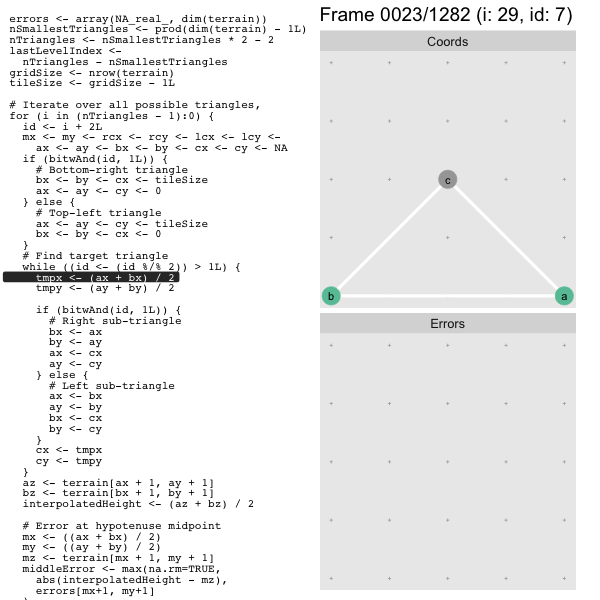 errors <- array(NA_real_, dim(terrain))
nSmallestTriangles <- prod(dim(terrain) - 1L)
nTriangles <- nSmallestTriangles * 2 - 2
lastLevelIndex <-
  nTriangles - nSmallestTriangles
gridSize <- nrow(terrain)
tileSize <- gridSize - 1L

# Iterate over all possible triangles,
for (i in (nTriangles - 1):0) {
  id <- i + 2L
  mx <- my <- rcx <- rcy <- lcx <- lcy <-
    ax <- ay <- bx <- by <- cx <- cy <- NA
  if (bitwAnd(id, 1L)) {
    # Bottom-right triangle
    bx <- by <- cx <- tileSize
    ax <- ay <- cy <- 0
  } else {
    # Top-left triangle
    ax <- ay <- cy <- tileSize
    bx <- by <- cx <- 0
  }
  # Find target triangle
  while ((id <- (id %/% 2)) > 1L) {
    tmpx <- (ax + bx) / 2
    tmpy <- (ay + by) / 2

    if (bitwAnd(id, 1L)) {
      # Right sub-triangle
      bx <- ax
      by <- ay
      ax <- cx
      ay <- cy
    } else {
      # Left sub-triangle
      ax <- bx
      ay <- by
      bx <- cx
      by <- cy
    }
    cx <- tmpx
    cy <- tmpy
  }
  az <- terrain[ax + 1, ay + 1]
  bz <- terrain[bx + 1, by + 1]
  interpolatedHeight <- (az + bz) / 2

  # Error at hypotenuse midpoint
  mx <- ((ax + bx) / 2)
  my <- ((ay + by) / 2)
  mz <- terrain[mx + 1, my + 1]
  middleError <- max(na.rm=TRUE,
    abs(interpolatedHeight - mz),
    errors[mx+1, my+1]
Frame 0023/1282 (i: 29, id: 7)
Coords
c
b
a
Errors